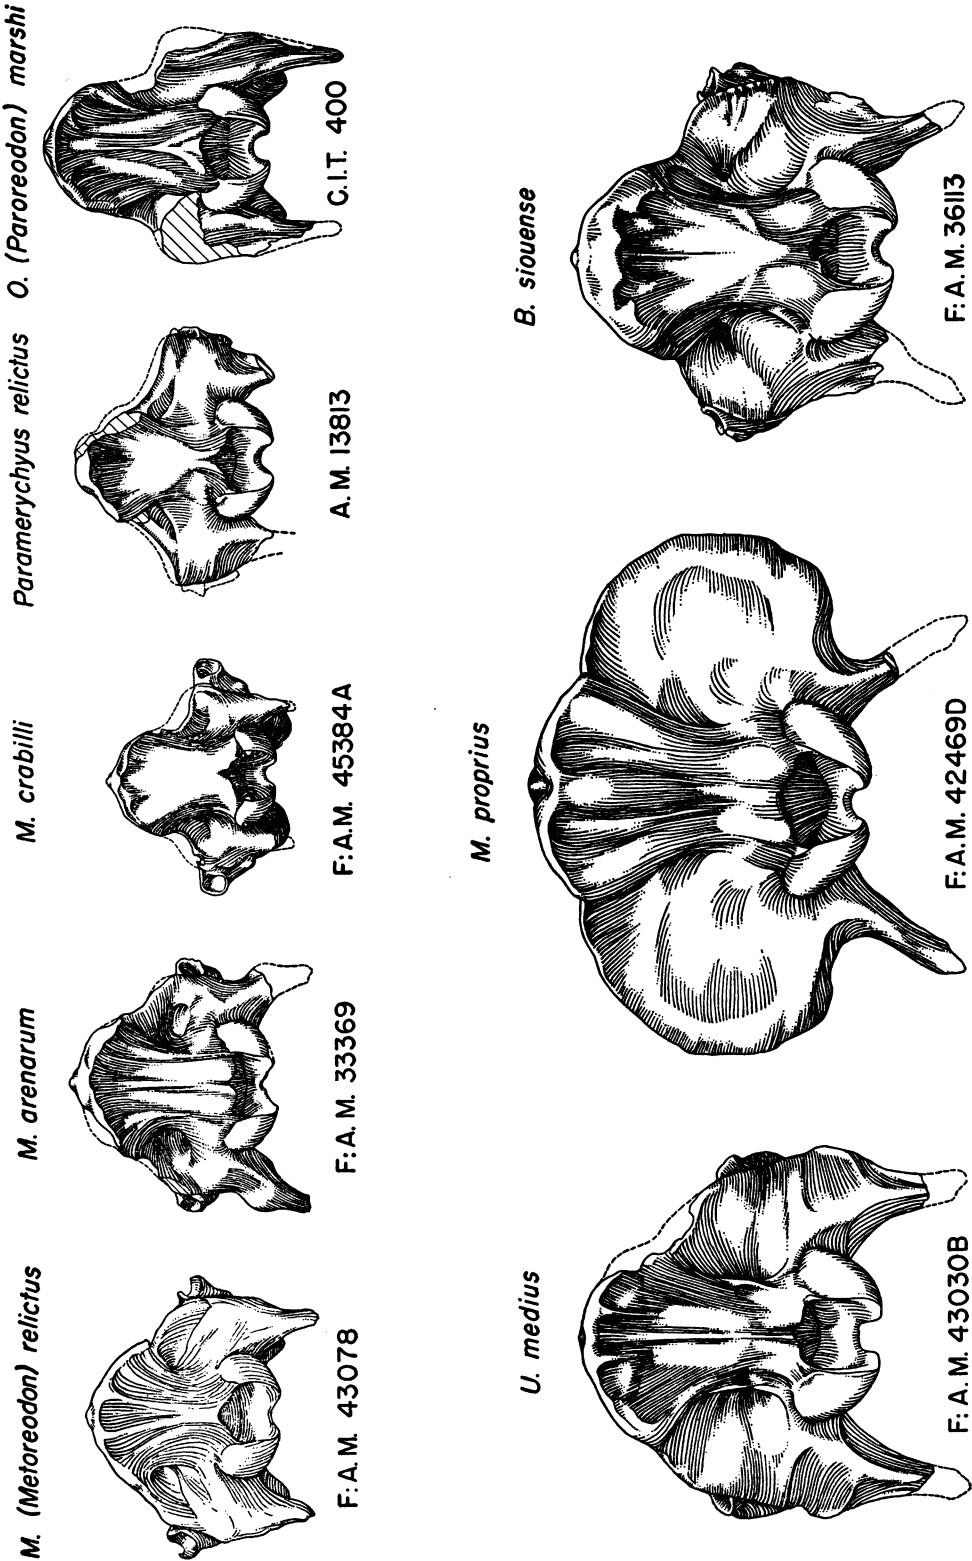 M. (Metoreodon) relictus
F:A.M. 43078
M. arenarum
F:A.M. 33369
M. crabilli
F:A.M. 45384A
Paramerychyus relictus
A.M. 13813
O. (Paroreodon) marshi
C.I.T. 400
U. medius
F:A.M. 43030B
M. proprius
F:A.M. 42469D
B. siouense
F:A.M. 36113